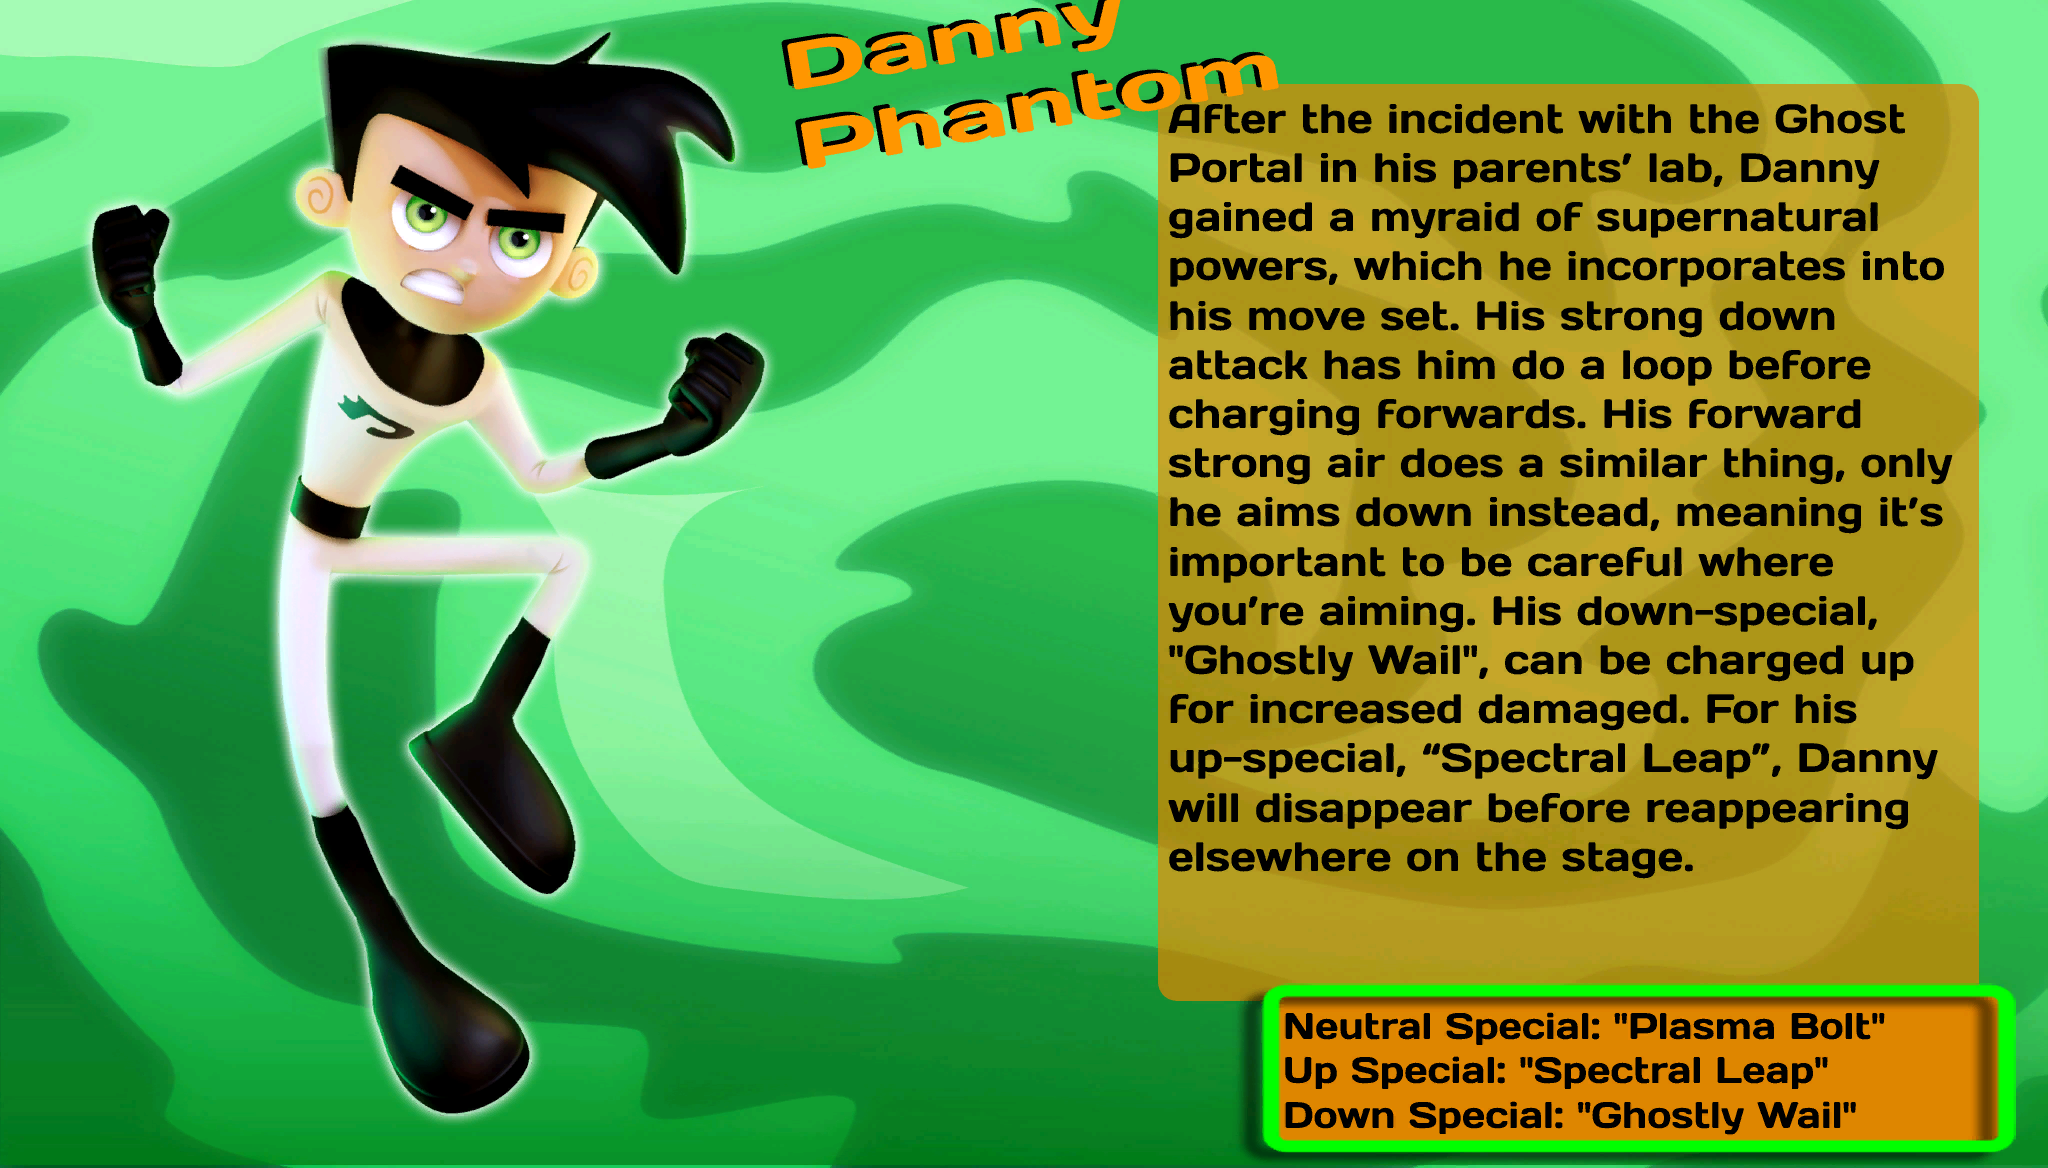 Danny
Phantom
After the incident with the Ghost
Portal in his parents’ lab, Danny
gained a myraid of supernatural
powers, which he incorporates into
his move set. His strong down
attack has him do a loop before
charging forwards. His forward
strong air does a similar thing, only
he aims down instead, meaning it’s
important to be careful where
you’re aiming. His down-special,
"Ghostly Wail", can be charged up
for increased damaged. For his
up-special, “Spectral Leap”, Danny
will disappear before reappearing
elsewhere on the stage.
Neutral Special: "Plasma Bolt"
Up Special: "Spectral Leap"
Down Special: "Ghostly Wail"